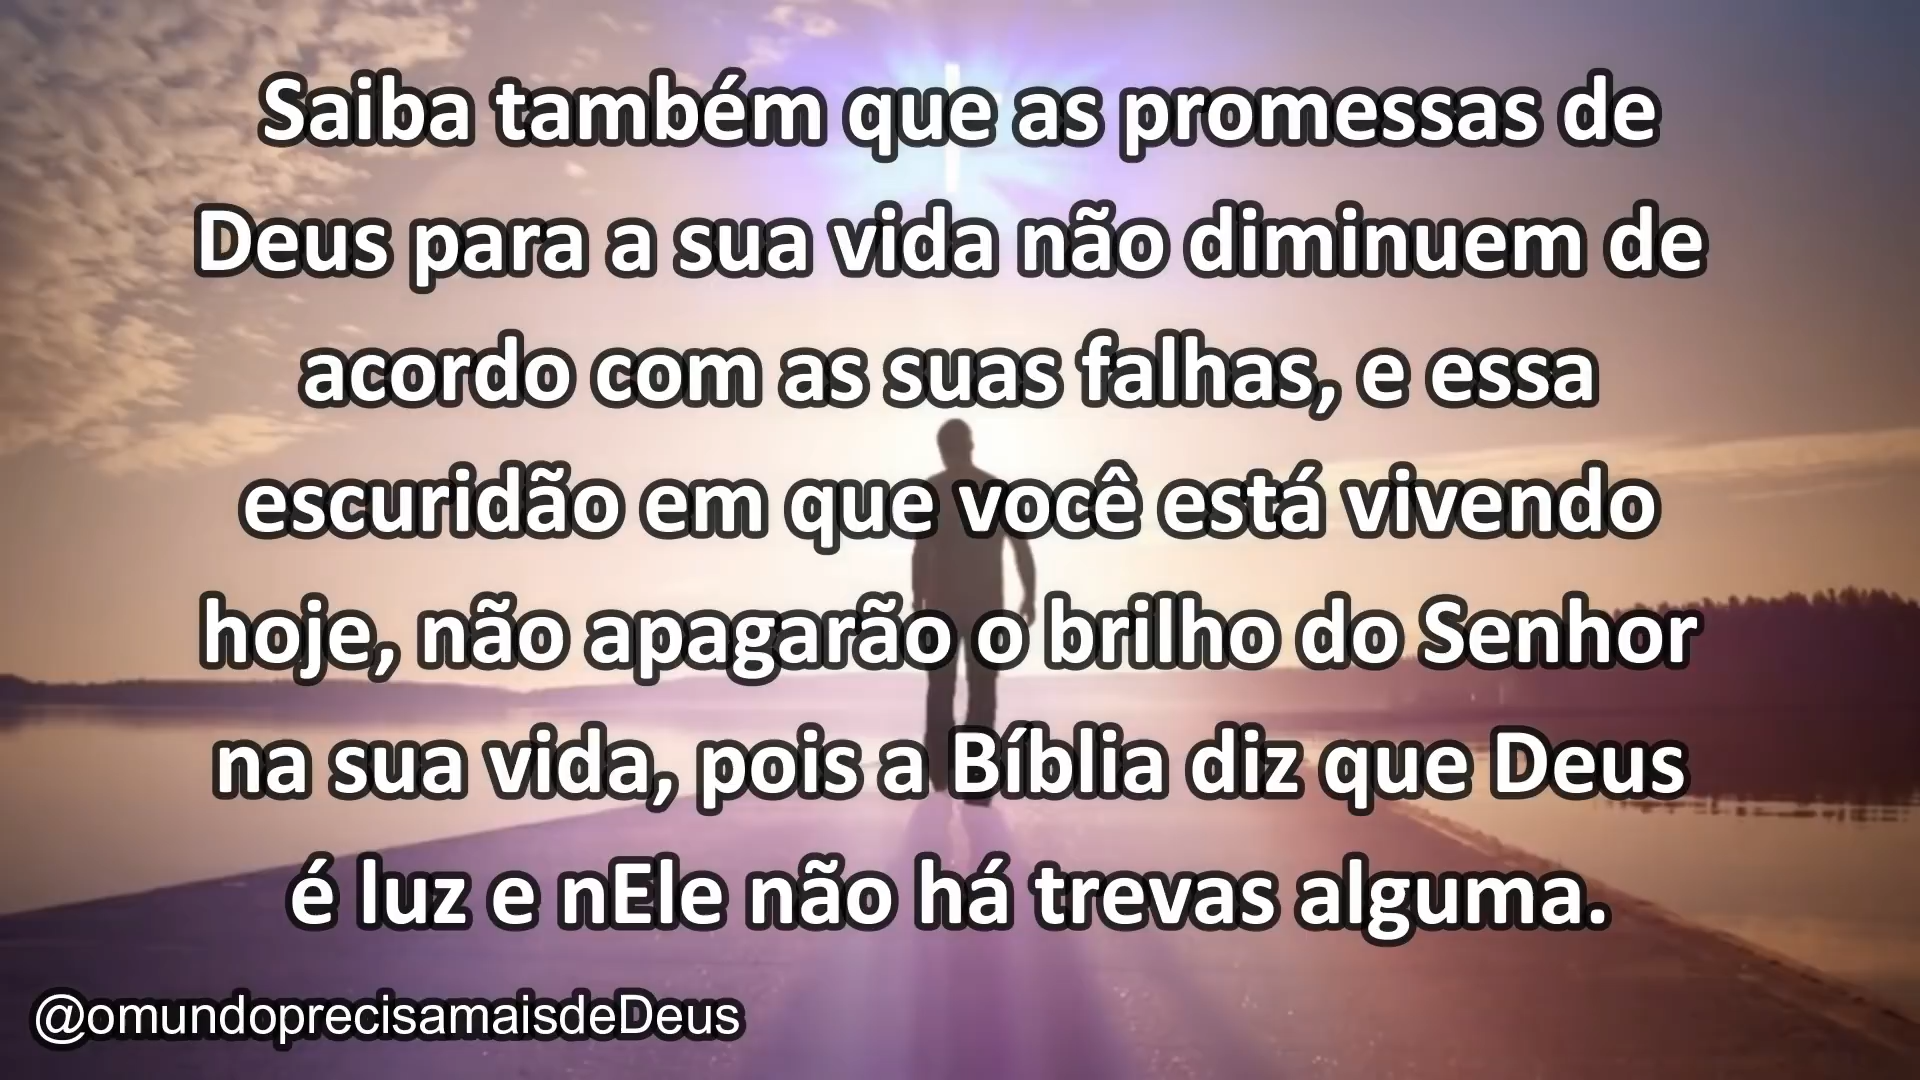 Saiba também que as promessas de
Deus para a sua vida não diminuem de
acordo com as suas falhas, e essa
escuridão em que você está vivendo
hoje, não apagarão o brilho do Senhor
na sua vida, pois a Bíblia diz que Deus
é luz e nEle não há trevas alguma.
@omundoprecisamaisdeDeus